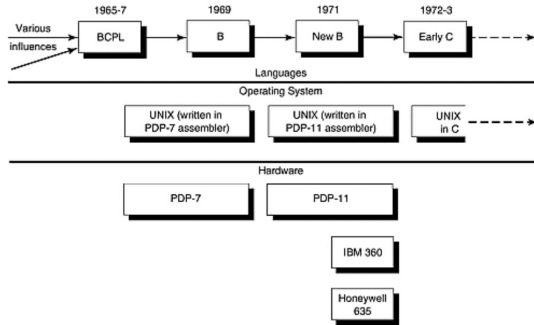 1965-7
1969
1971
1972-3
Various
influences
BCPL
B
New B
Early C
Languages
Operating System
UNIX (written in
PDP-7 assembler)
UNIX (written in
PDP-11 assembler)
UNIX
in C
Hardware
PDP-7
PDP-11
IBM 360
Honeywell
635